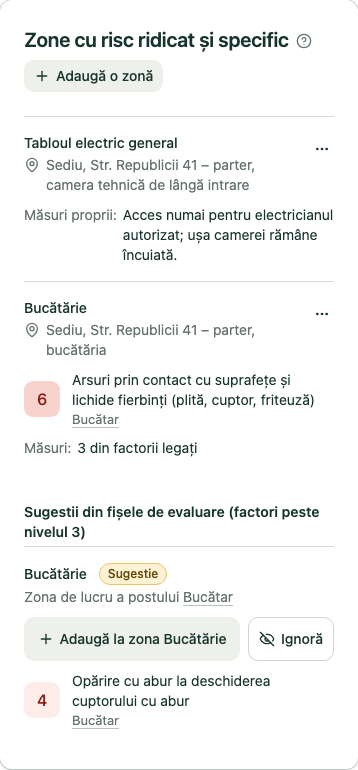 Zone cu risc ridicat și specific
Adaugă o zonă
Tabloul electric general
Sediu, Str. Republicii 41 – parter,
camera tehnică de lângă intrare
Măsuri proprii: Acces numai pentru electricianul
autorizat; ușa camerei rămâne
încuiată.
Bucătărie
Sediu, Str. Republicii 41 – parter,
bucătăria
6
Arsuri prin contact cu suprafețe și
lichide fierbinți (plită, cuptor, friteuză)
Bucătar
Măsuri: 3 din factorii legați
Sugestii din fișele de evaluare (factori peste
nivelul 3)
Bucătărie Sugestie
Zona de lucru a postului Bucătar
Adaugă la zona Bucătărie
Ignoră
4
Opărire cu abur la deschiderea
cuptorului cu abur
Bucătar